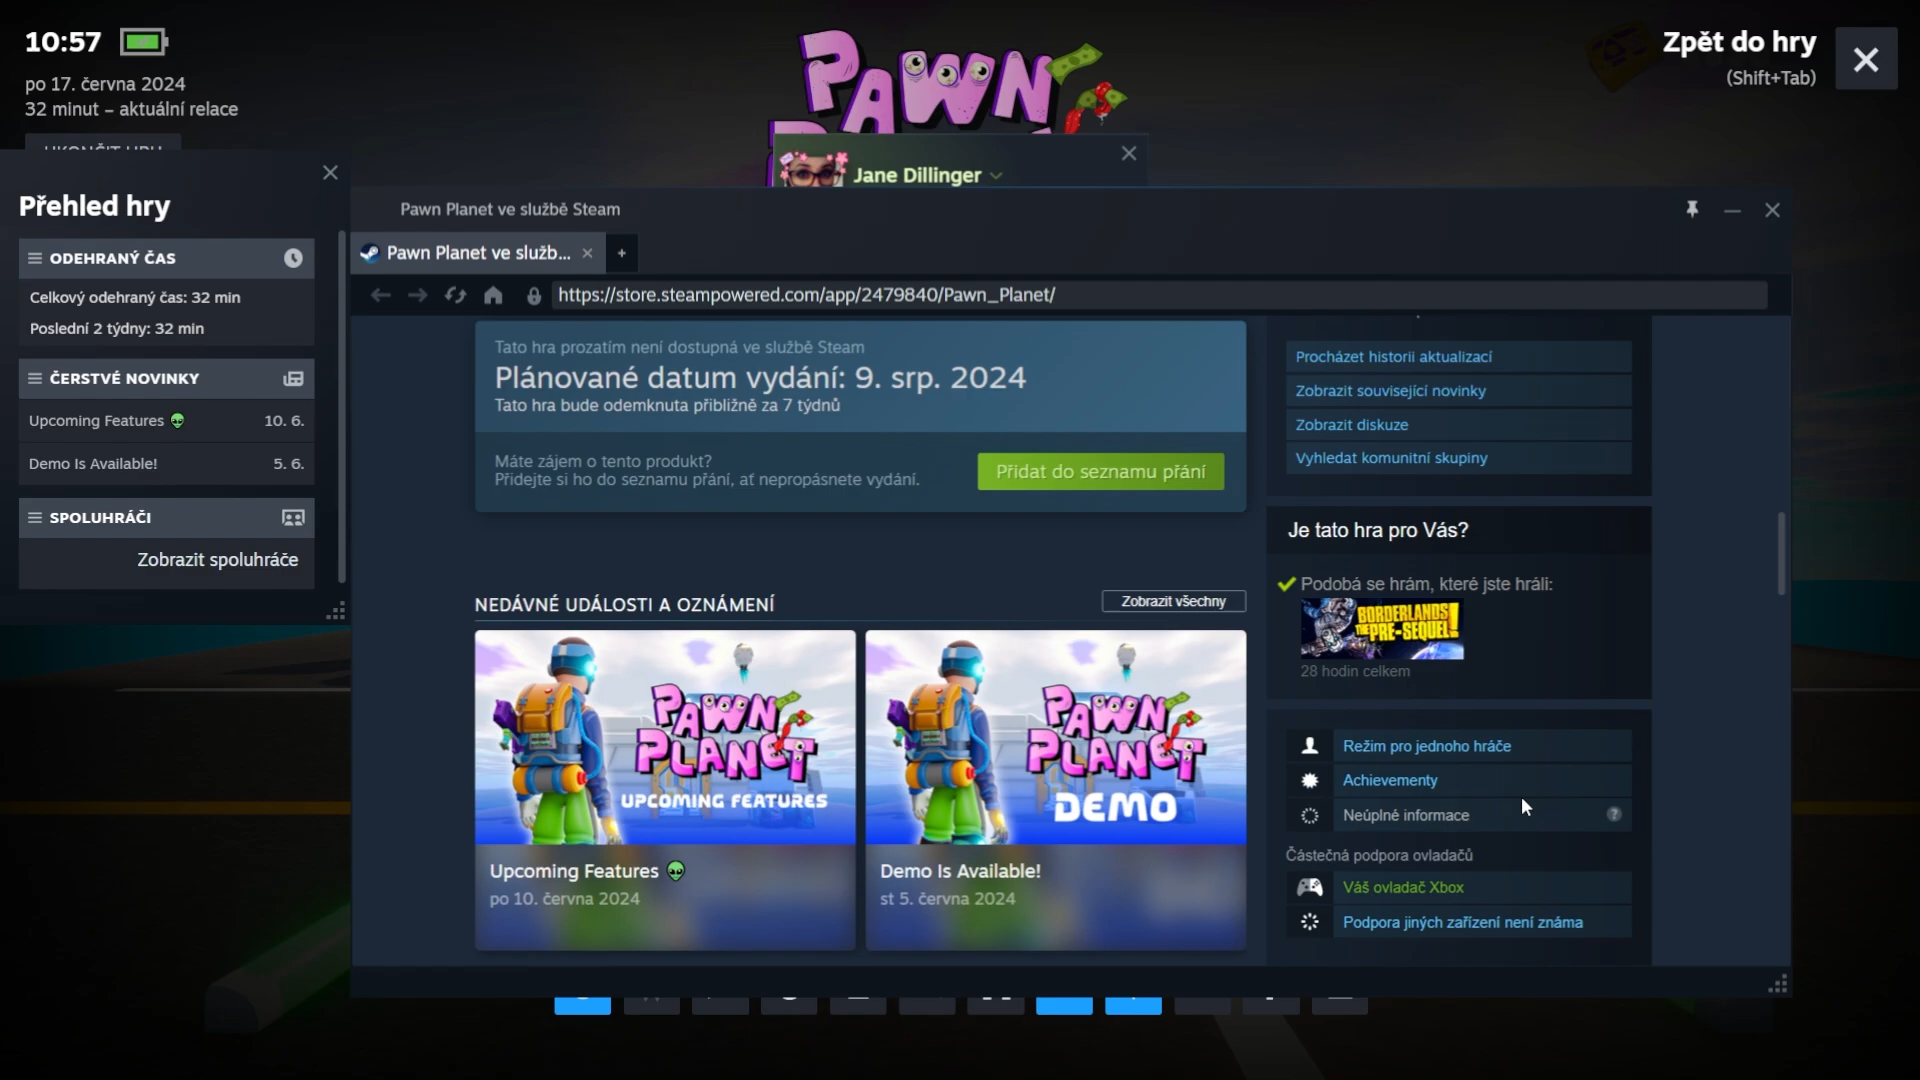 10:57
po 17. června 2024
32 minut – aktuální relace
UKONČIT HRU
Zpět do hry
(Shift+Tab)
PAWN
Jane Dillinger
Přehled hry
ODEHRANÝ ČAS
Celkový odehraný čas: 32 min
Poslední 2 týdny: 32 min
ČERSTVÉ NOVINKY
Upcoming Features 👽 10. 6.
Demo Is Available! 5. 6.
SPOLUHRÁČI
Zobrazit spoluhráče
Pawn Planet ve službě Steam
Pawn Planet ve služb...
https://store.steampowered.com/app/2479840/Pawn_Planet/
Tato hra prozatím není dostupná ve službě Steam
Plánované datum vydání: 9. srp. 2024
Tato hra bude odemknuta přibližně za 7 týdnů
Máte zájem o tento produkt?
Přidejte si ho do seznamu přání, ať nepropásnete vydání.
Přidat do seznamu přání
NEDÁVNÉ UDÁLOSTI A OZNÁMENÍ
Zobrazit všechny
PAWN
PLANET
UPCOMING FEATURES
Upcoming Features 👽
po 10. června 2024
PAWN
PLANET
DEMO
Demo Is Available!
st 5. června 2024
Procházet historii aktualizací
Zobrazit související novinky
Zobrazit diskuze
Vyhledat komunitní skupiny
Je tato hra pro Vás?
Podobá se hrám, které jste hráli:
BORDERLANDS
THE PRE-SEQUEL!
28 hodin celkem
Režim pro jednoho hráče
Achievementy
Neúplné informace ?
Částečná podpora ovladačů
Váš ovladač Xbox
Podpora jiných zařízení není známa